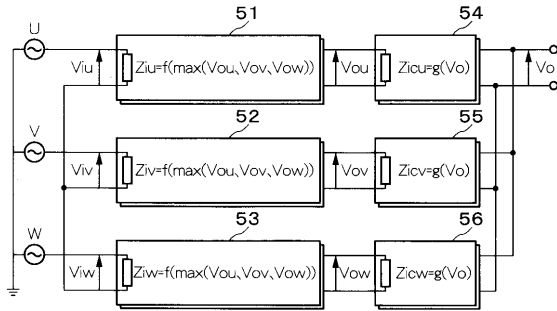 51
54
U
Viu
Ziu=f(max(Vou、Vov、Vow))
Vou
Zicu=g(Vo)
Vo
52
55
V
Viv
Ziv=f(max(Vou、Vov、Vow))
Vov
Zicv=g(Vo)
53
56
W
Viw
Ziw=f(max(Vou、Vov、Vow))
Vow
Zicw=g(Vo)